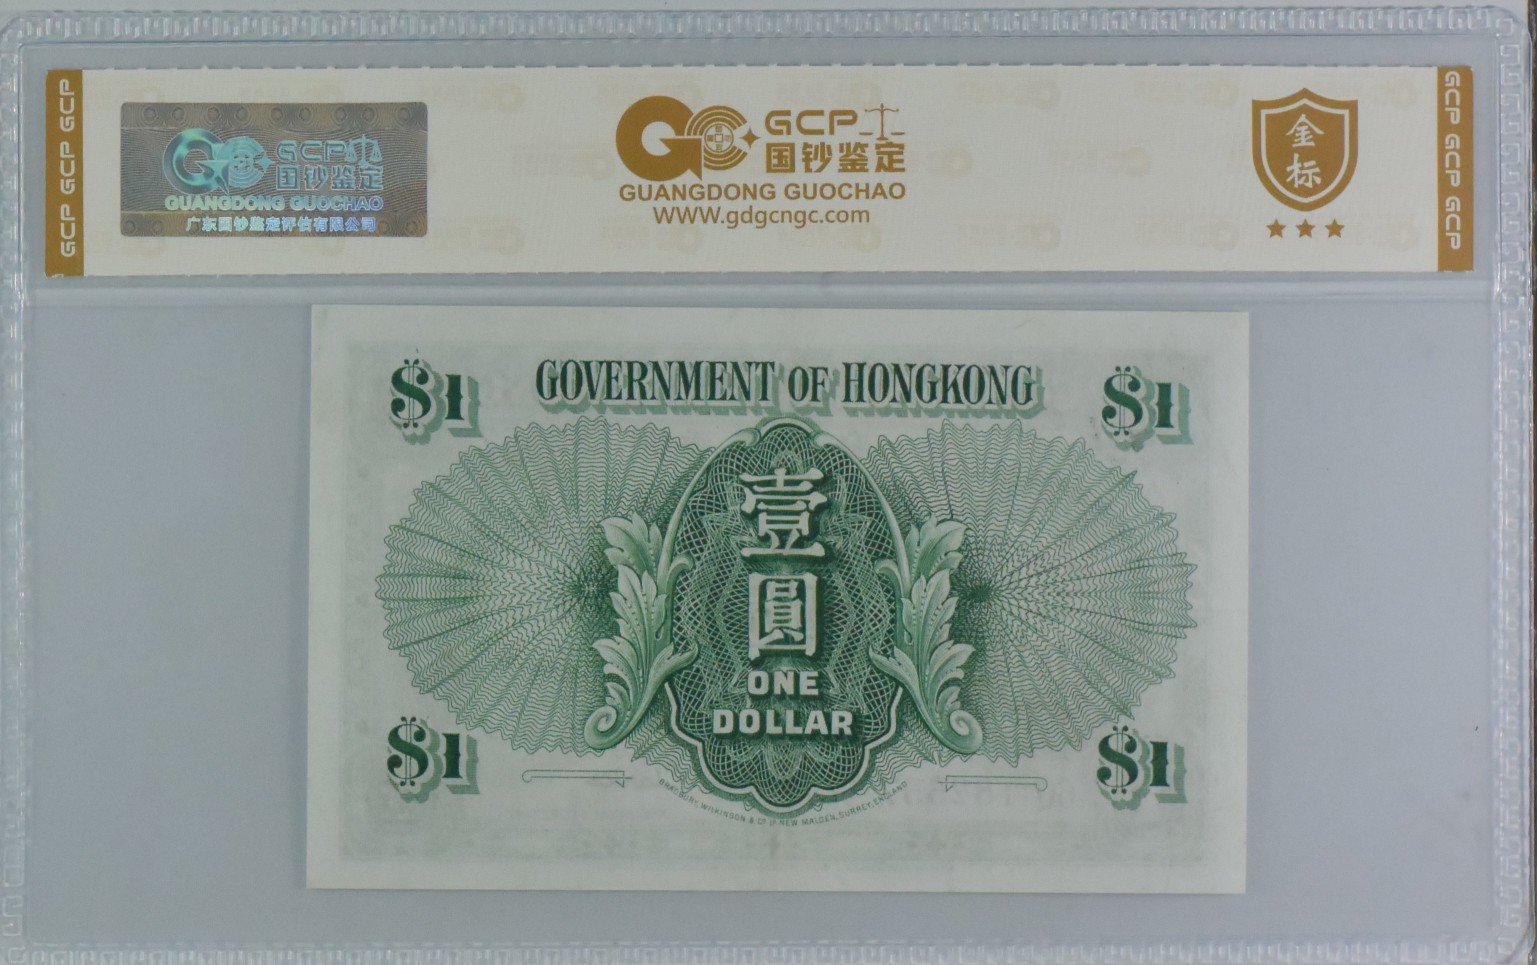 GCP GCP GCP
GCP
国钞鉴定
GUANGDONG GUOCHAO
广东国钞鉴定评估有限公司
GCP
国钞鉴定
GUANGDONG GUOCHAO
WWW.gdgcngc.com
金
标
GCP GCP GCP
$1
GOVERNMENT OF HONGKONG
$1
壹
圓
ONE
DOLLAR
$1
$1
BRADBURY, WILKINSON & Cº Lº NEW MALDEN, SURREY, ENGLAND